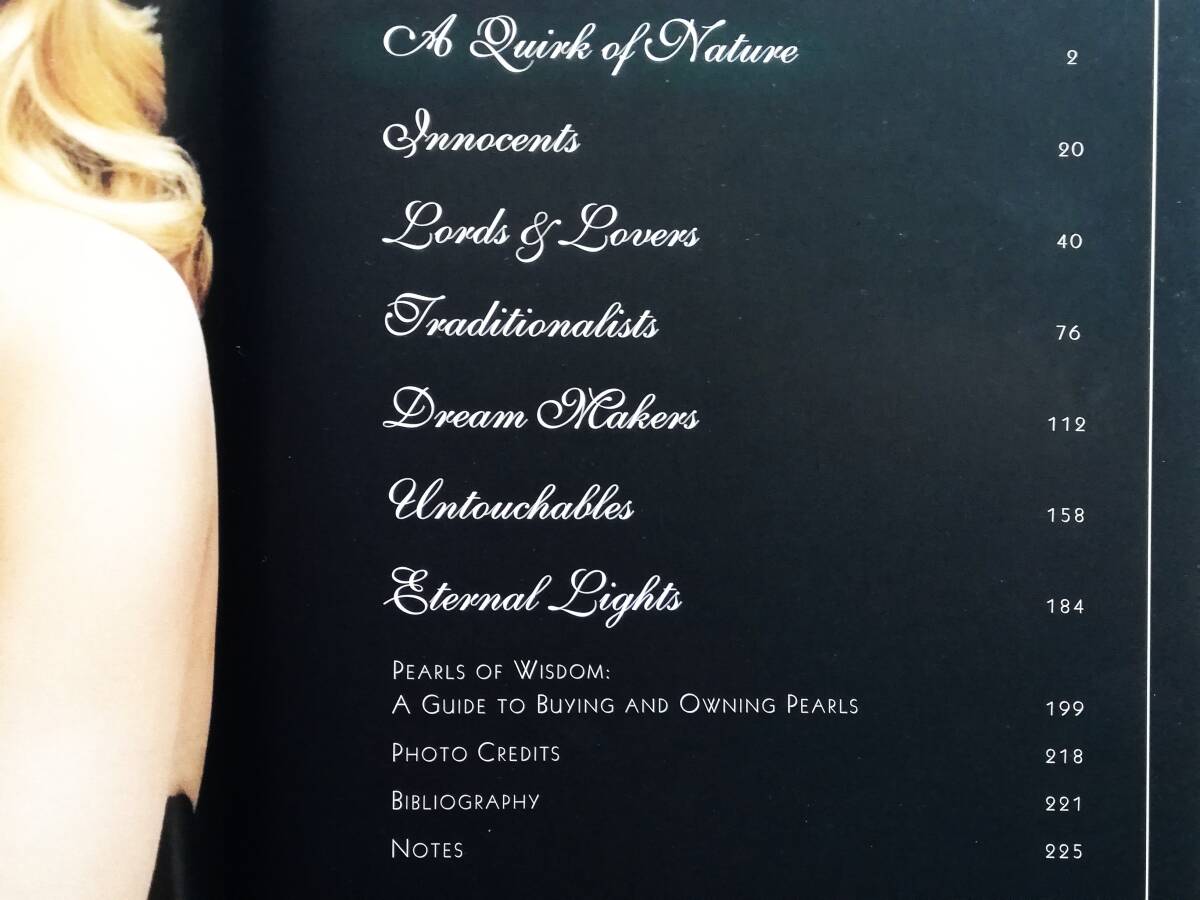 A Quirk of Nature 2
Innocents 20
Lords & Lovers 40
Traditionalists 76
Dream Makers 112
Untouchables 158
Eternal Lights 184
Pearls of Wisdom:
A Guide to Buying and Owning Pearls 199
Photo Credits 218
Bibliography 221
Notes 225